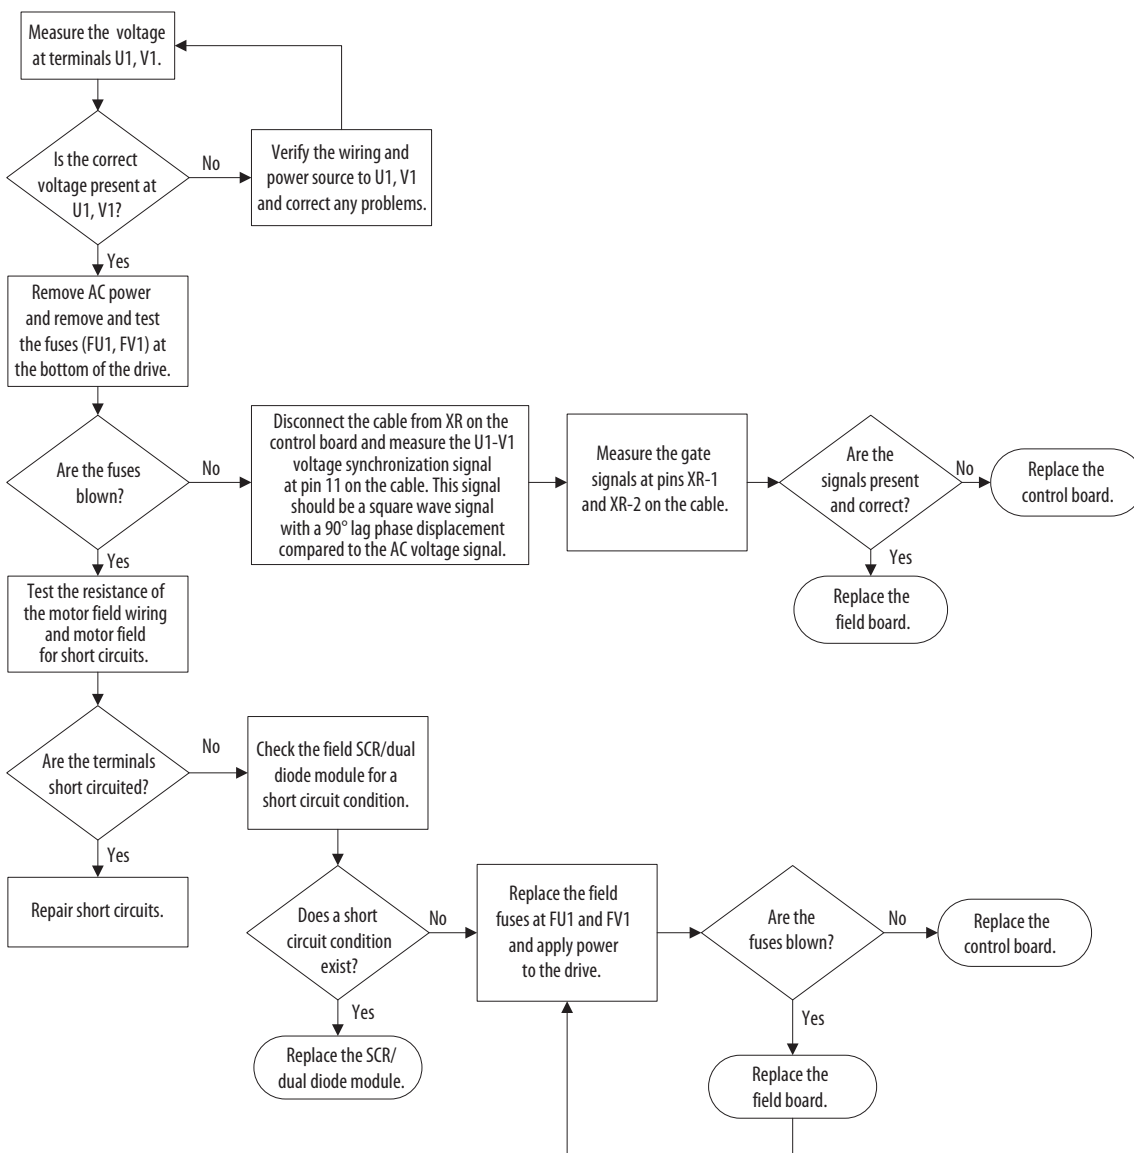 Measure the voltage
at terminals U1, V1.
Is the correct
voltage present at
U1, V1?
No
Verify the wiring and
power source to U1, V1
and correct any problems.
Yes
Remove AC power
and remove and test
the fuses (FU1, FV1) at
the bottom of the drive.
Are the fuses
blown?
No
Disconnect the cable from XR on the
control board and measure the U1-V1
voltage synchronization signal
at pin 11 on the cable. This signal
should be a square wave signal
with a 90° lag phase displacement
compared to the AC voltage signal.
Measure the gate
signals at pins XR-1
and XR-2 on the cable.
Are the
signals present
and correct?
No
Replace the
control board.
Yes
Replace the
field board.
Yes
Test the resistance of
the motor field wiring
and motor field
for short circuits.
Are the terminals
short circuited?
No
Check the field SCR/dual
diode module for a
short circuit condition.
Yes
Repair short circuits.
Does a short
circuit condition
exist?
No
Replace the field
fuses at FU1 and FV1
and apply power
to the drive.
Are the
fuses blown?
No
Replace the
control board.
Yes
Replace the SCR/
dual diode module.
Yes
Replace the
field board.